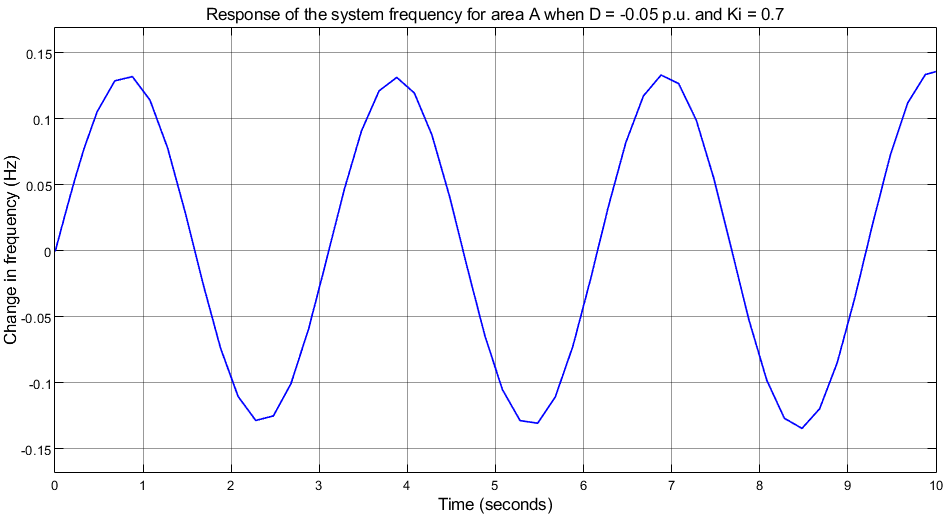 Response of the system frequency for area A when D = -0.05 p.u. and Ki = 0.7
Change in frequency (Hz)
0.15
0.1
0.05
0
-0.05
-0.1
-0.15
0 1 2 3 4 5 6 7 8 9 10
Time (seconds)